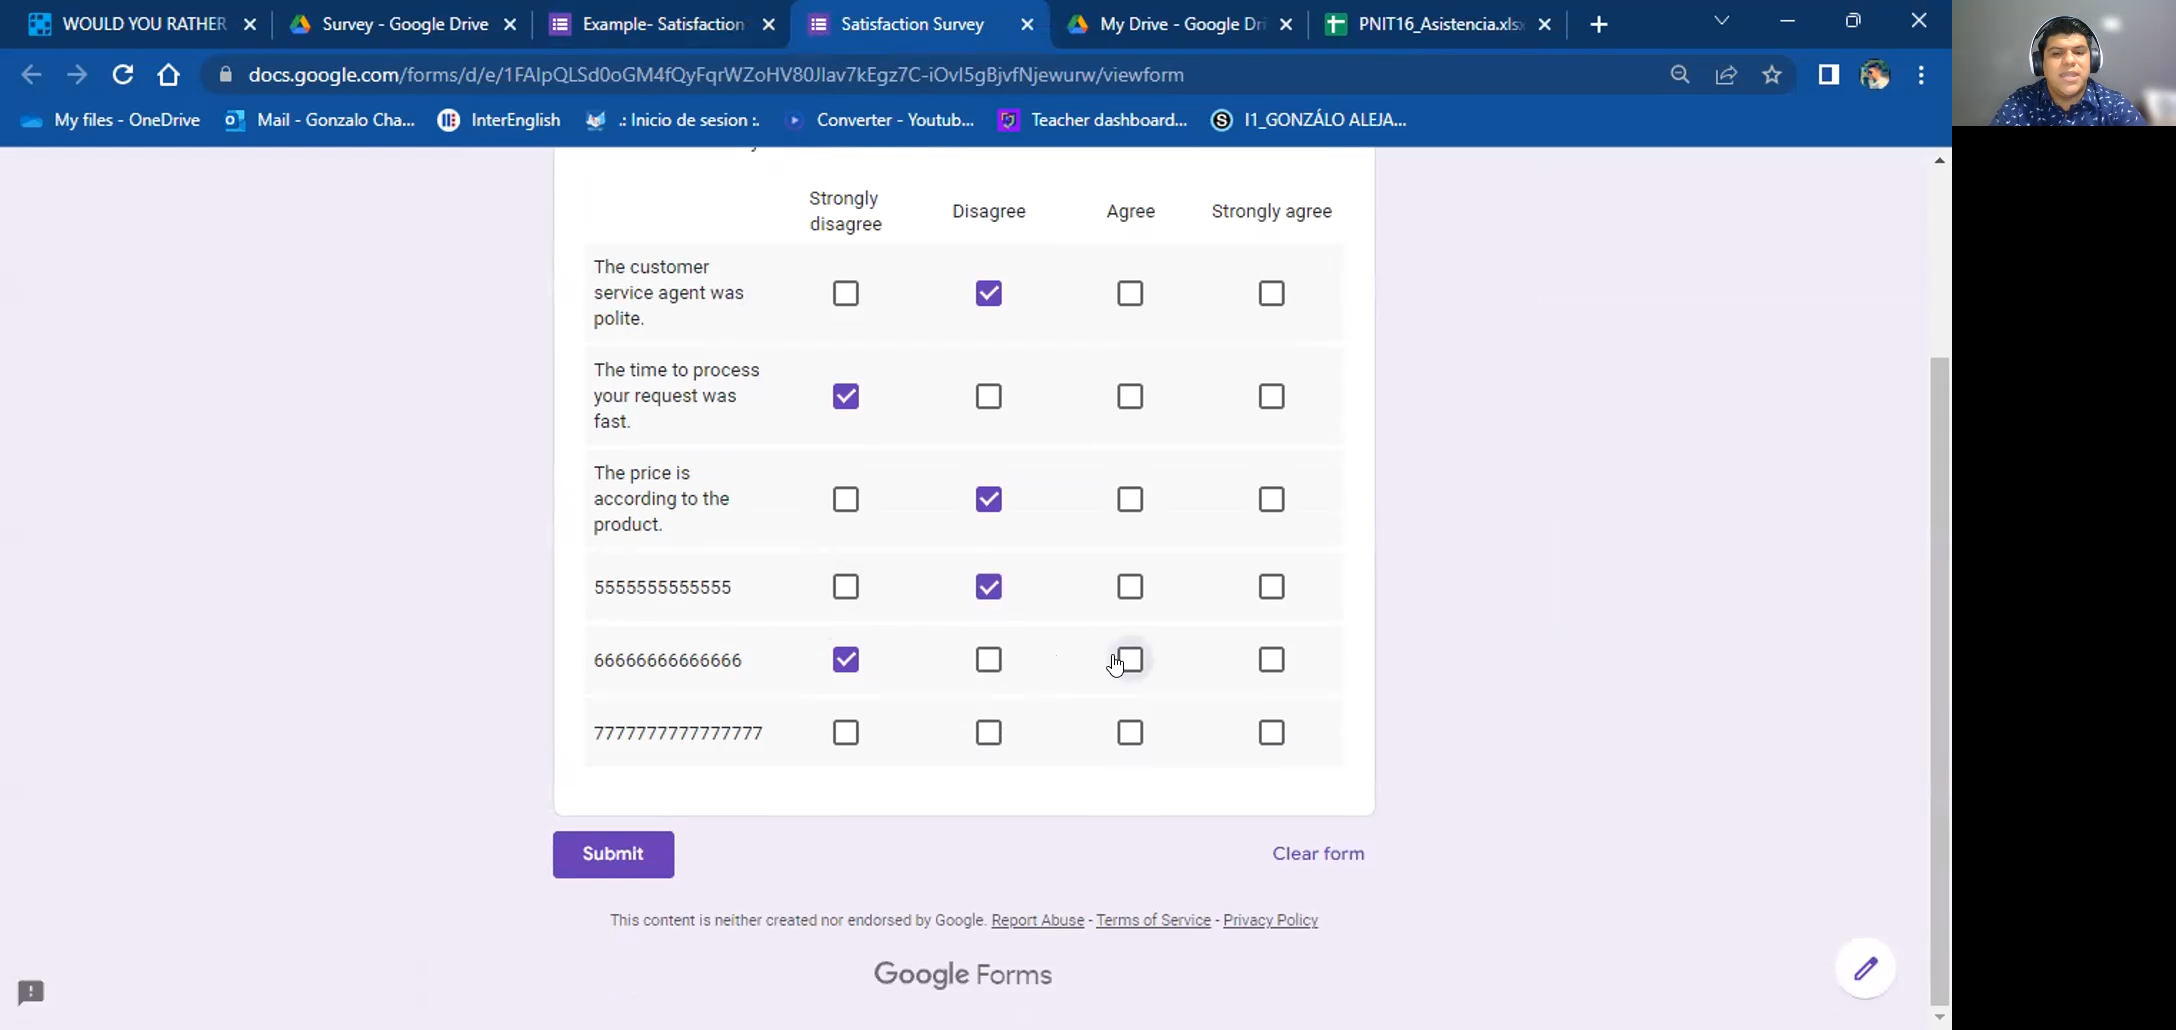 WOULD YOU RATHER
Survey - Google Drive
Example- Satisfaction
Satisfaction Survey
My Drive - Google Dri
PNIT16_Asistencia.xlsx
docs.google.com/forms/d/e/1FAIpQLSd0oGM4fQyFqrWZoHV80JIav7kEgz7C-iOvI5gBjvfNjewurw/viewform
My files - OneDrive
Mail - Gonzalo Cha...
InterEnglish
.: Inicio de sesion :.
Converter - Youtub...
Teacher dashboard...
I1_GONZÁLO ALEJA...
Strongly
disagree
Disagree
Agree
Strongly agree
The customer
service agent was
polite.
The time to process
your request was
fast.
The price is
according to the
product.
5555555555555
66666666666666
7777777777777777
Submit
Clear form
This content is neither created nor endorsed by Google. Report Abuse - Terms of Service - Privacy Policy
Google Forms